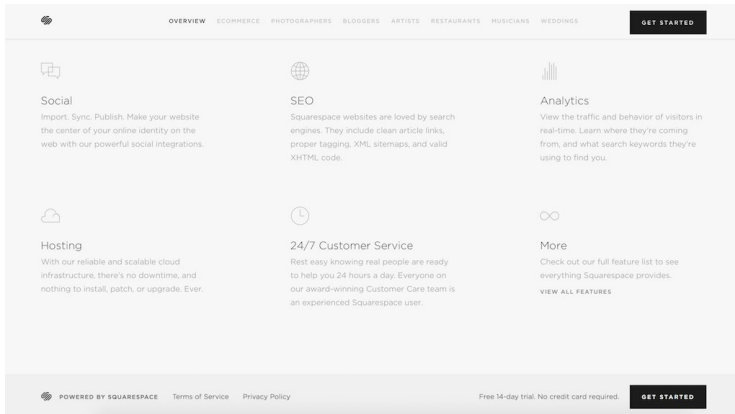 OVERVIEW ECOMMERCE PHOTOGRAPHERS BLOGGERS ARTISTS RESTAURANTS MUSICIANS WEDDINGS GET STARTED
Social
Import. Sync. Publish. Make your website
the center of your online identity on the
web with our powerful social integrations.
SEO
Squarespace websites are loved by search
engines. They include clean article links,
proper tagging, XML sitemaps, and valid
XHTML code.
Analytics
View the traffic and behavior of visitors in
real-time. Learn where they're coming
from, and what search keywords they're
using to find you.
Hosting
With our reliable and scalable cloud
infrastructure, there's no downtime, and
nothing to install, patch, or upgrade. Ever.
24/7 Customer Service
Rest easy knowing real people are ready
to help you 24 hours a day. Everyone on
our award-winning Customer Care team is
an experienced Squarespace user.
More
Check out our full feature list to see
everything Squarespace provides.
VIEW ALL FEATURES
POWERED BY SQUARESPACE Terms of Service Privacy Policy Free 14-day trial. No credit card required. GET STARTED